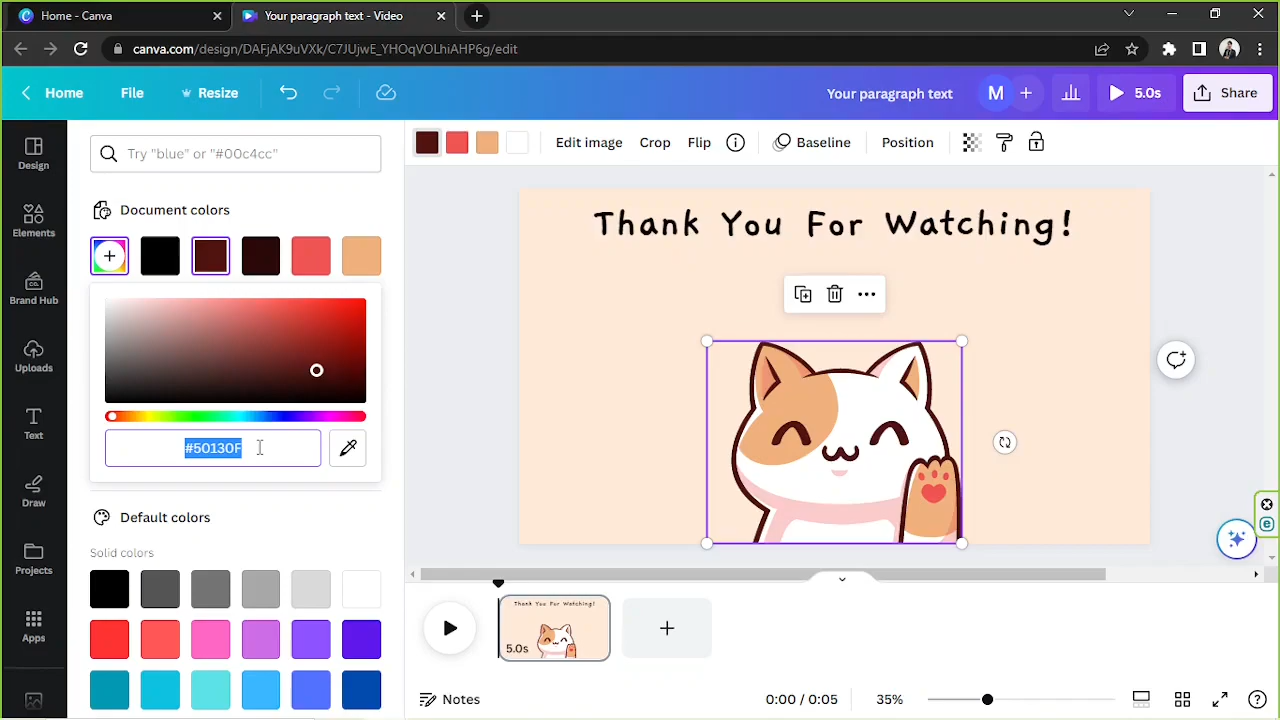 Home - Canva
Your paragraph text - Video
canva.com/design/DAFjAK9uVXk/C7JUjwE_YHOqVOLhiAHP6g/edit
Home
File
Resize
Your paragraph text
M
5.0s
Share
Try "blue" or "#00c4cc"
Edit image
Crop
Flip
Baseline
Position
Design
Elements
Brand Hub
Uploads
Text
Draw
Projects
Apps
Document colors
#50130F
Default colors
Solid colors
Thank You For Watching!
Thank You For Watching!
5.0s
Notes
0:00 / 0:05
35%